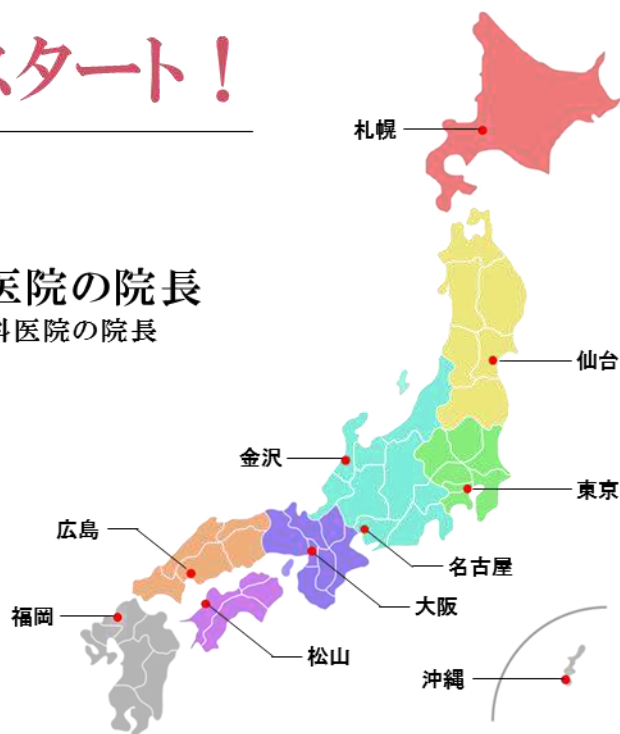 スタート！
札幌
医院の院長
科医院の院長
仙台
金沢
東京
広島
名古屋
大阪
福岡
松山
沖縄